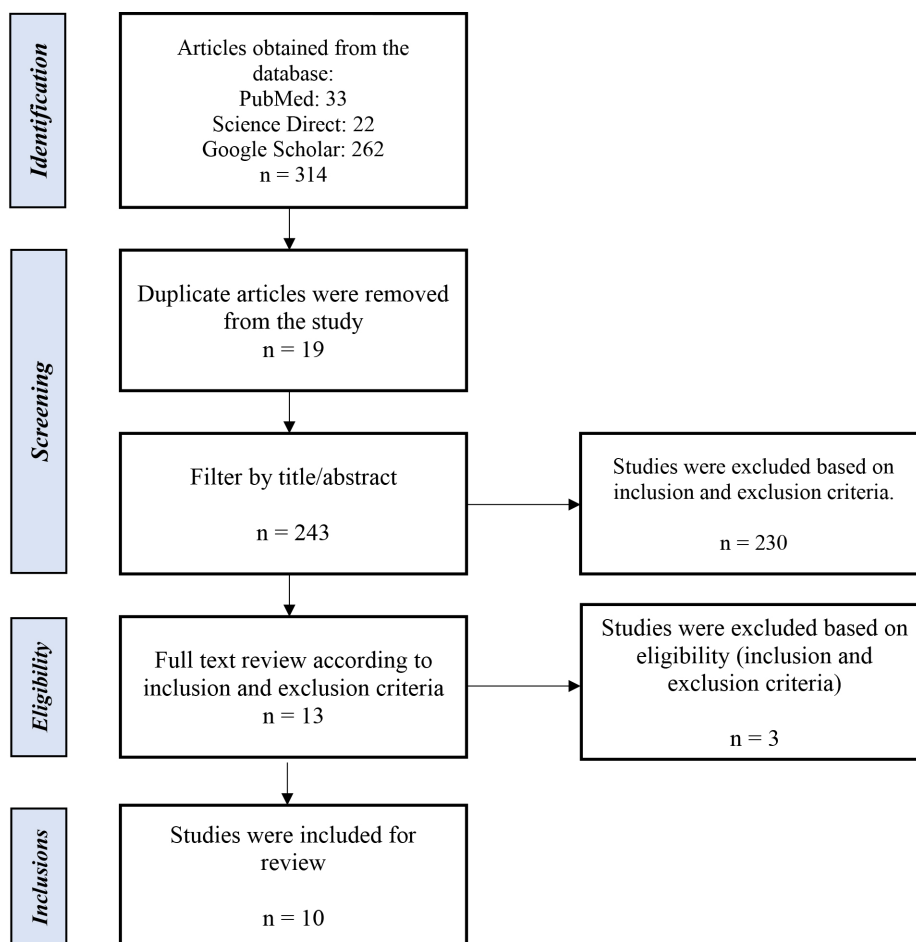 Identification
Articles obtained from the
database:
PubMed: 33
Science Direct: 22
Google Scholar: 262
n = 314
Screening
Duplicate articles were removed
from the study
n = 19
Filter by title/abstract
n = 243
Studies were excluded based on
inclusion and exclusion criteria.
n = 230
Eligibility
Full text review according to
inclusion and exclusion criteria
n = 13
Studies were excluded based on
eligibility (inclusion and
exclusion criteria)
n = 3
Inclusions
Studies were included for
review
n = 10